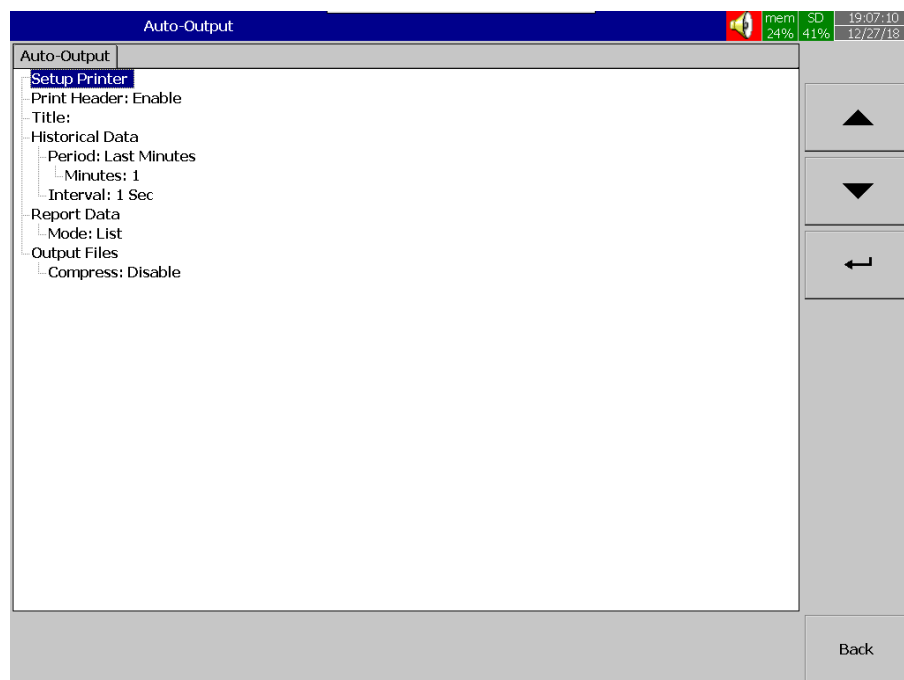 Auto-Output
mem
24%
SD
41%
19:07:10
12/27/18
Auto-Output
Setup Printer
Print Header: Enable
Title:
Historical Data
Period: Last Minutes
Minutes: 1
Interval: 1 Sec
Report Data
Mode: List
Output Files
Compress: Disable
Back